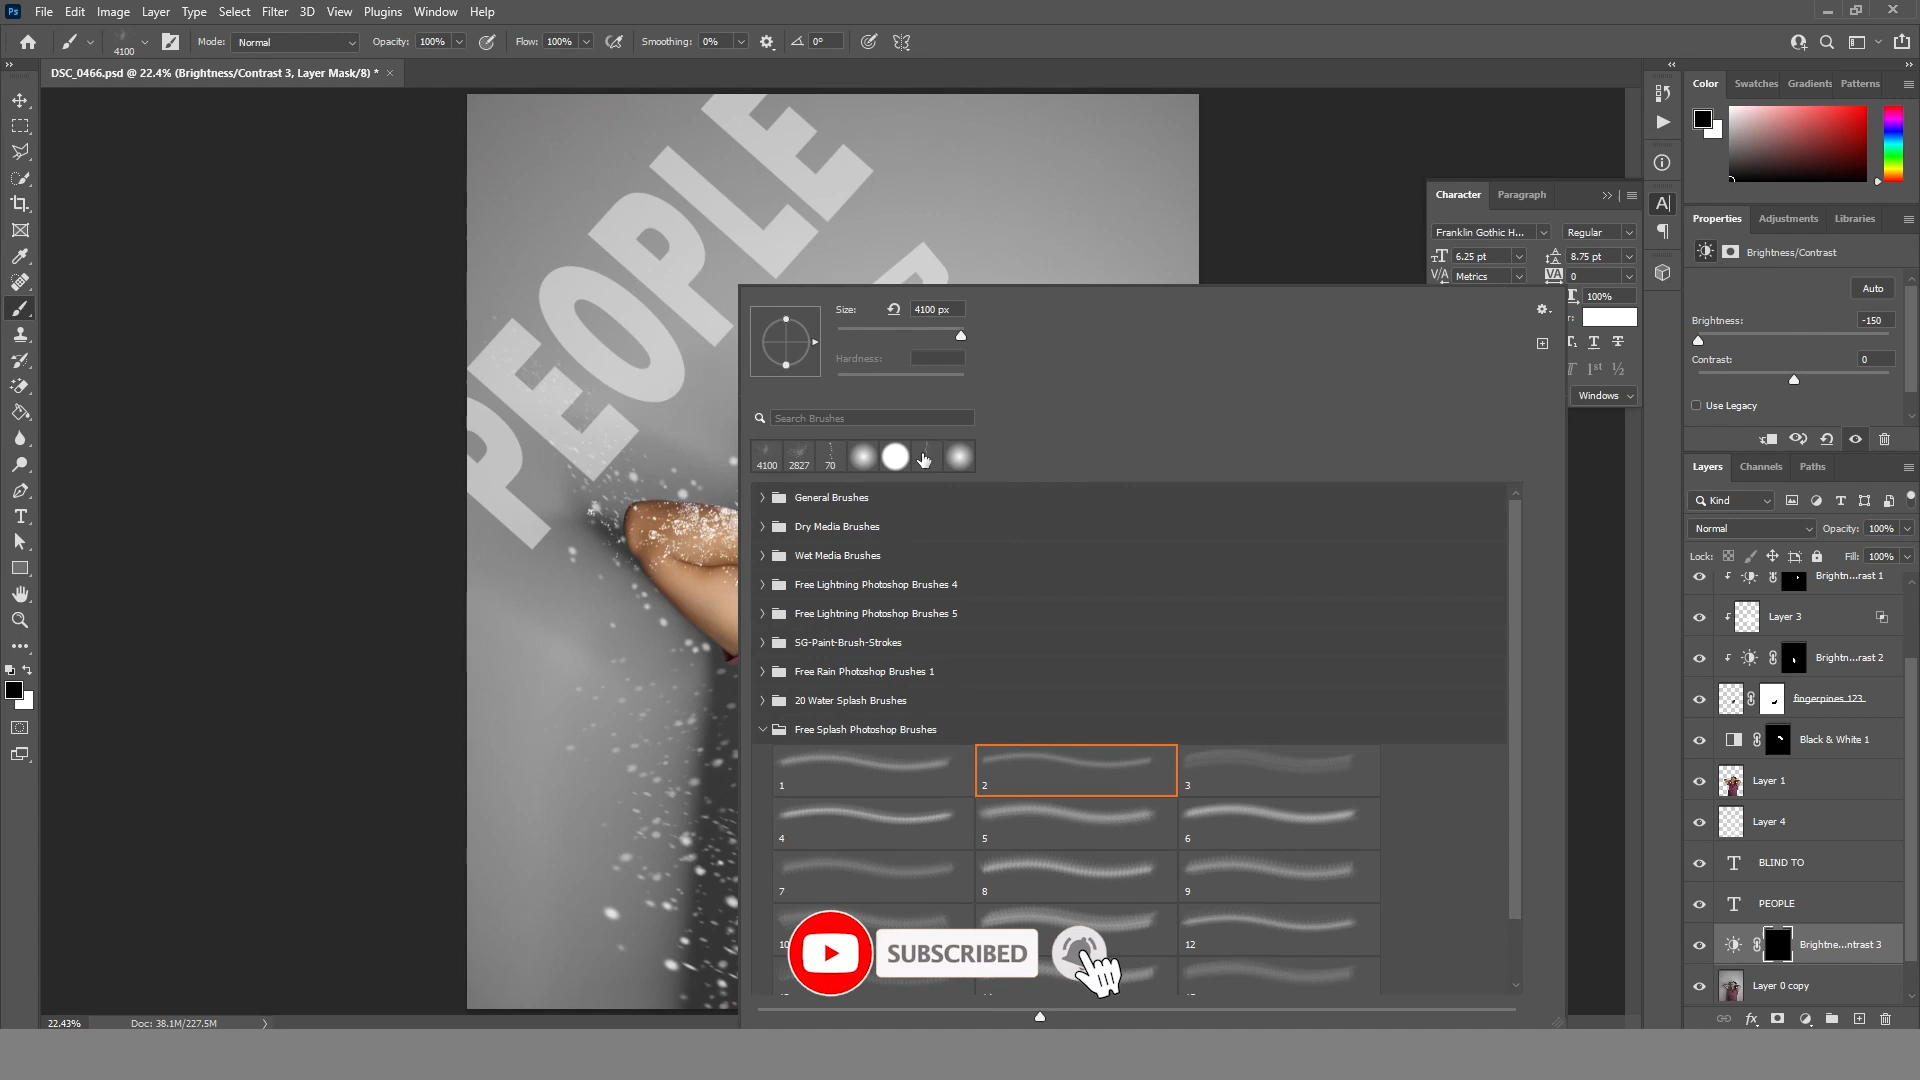 Ps File Edit Image Layer Type Select Filter 3D View Plugins Window Help
4100 Mode: Normal Opacity: 100% Flow: 100% Smoothing: 0% 0°
DSC_0466.psd @ 22.4% (Brightness/Contrast 3, Layer Mask/8) * ×
PEOPLE
Size: 4100 px
Hardness:
Search Brushes
4100 2827 70
General Brushes
Dry Media Brushes
Wet Media Brushes
Free Lightning Photoshop Brushes 4
Free Lightning Photoshop Brushes 5
SG-Paint-Brush-Strokes
Free Rain Photoshop Brushes 1
20 Water Splash Brushes
Free Splash Photoshop Brushes
1 2 3
4 5 6
7 8 9
10 12
SUBSCRIBED
22.43% Doc: 38.1M/227.5M
Character Paragraph
Franklin Gothic H... Regular
6.25 pt 8.75 pt
Metrics 0
100%
1st ½
Windows
Color Swatches Gradients Patterns
Properties Adjustments Libraries
Brightness/Contrast
Auto
Brightness: -150
Contrast: 0
Use Legacy
Layers Channels Paths
Kind
Normal Opacity: 100%
Lock: Fill: 100%
Brightn...rast 1
Layer 3
Brightn...rast 2
fingerpines 123
Black & White 1
Layer 1
Layer 4
BLIND TO
PEOPLE
Brightne...ntrast 3
Layer 0 copy
fx